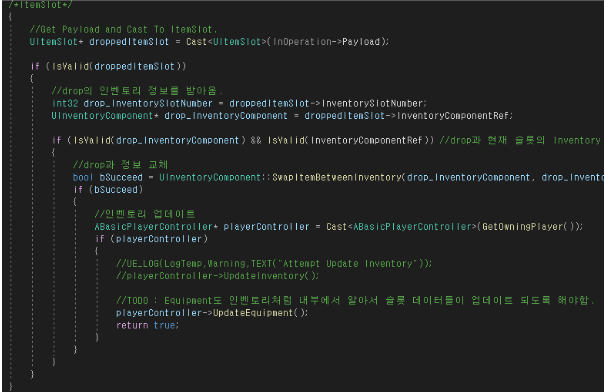 /*ItemSlot*/
{
//Get Payload and Cast To ItemSlot.
UItemSlot* droppedItemSlot = Cast<UItemSlot>(InOperation->Payload);
if (IsValid(droppedItemSlot))
{
//drop의 인벤토리 정보를 받아옴.
int32 drop_InventorySlotNumber = droppedItemSlot->InventorySlotNumber;
UInventoryComponent* drop_InventoryComponent = droppedItemSlot->InventoryComponentRef;
if (IsValid(drop_InventoryComponent) && IsValid(InventoryComponentRef)) //drop과 현재 슬롯의 Inventory
{
//drop과 정보 교체
bool bSucceed = UInventoryComponent::SwapItemBetweenInventory(drop_InventoryComponent, drop_Invento
if (bSucceed)
{
//인벤토리 업데이트
ABasicPlayerController* playerController = Cast<ABasicPlayerController>(GetOwningPlayer());
if (playerController)
{
//UE_LOG(LogTemp,Warning,TEXT("Attempt Update Inventory"));
//playerController->UpdateInventory();
//TODO : Equipment도 인벤토리처럼 내부에서 알아서 슬롯 데이터들이 업데이트 되도록 해야함.
playerController->UpdateEquipment();
return true;
}
}
}
}
}